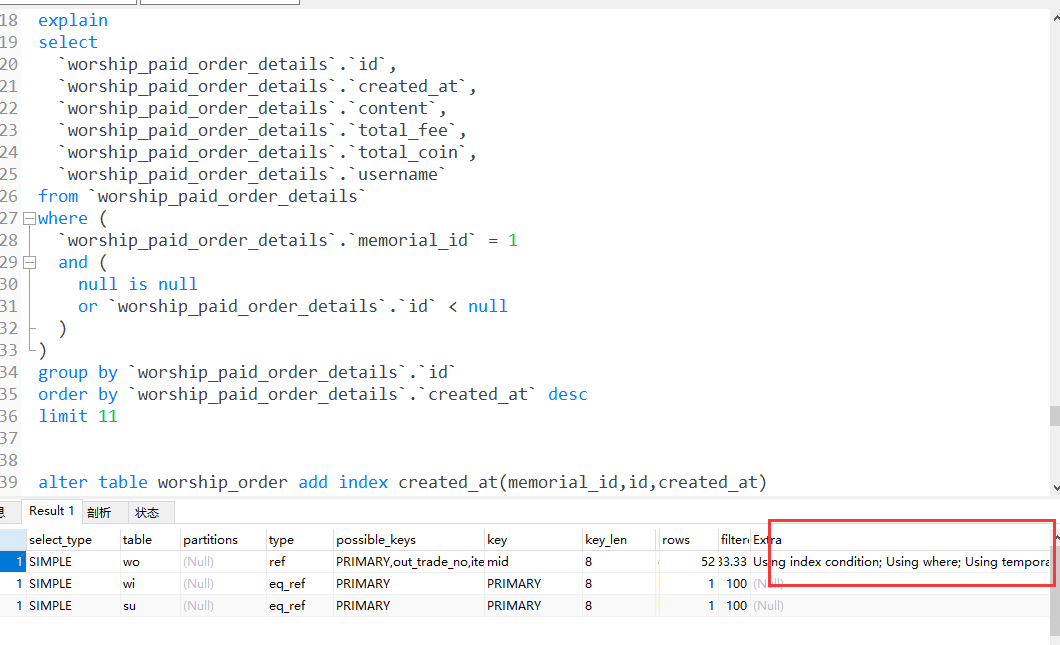 18 explain
19 select
20 `worship_paid_order_details`.`id`,
21 `worship_paid_order_details`.`created_at`,
22 `worship_paid_order_details`.`content`,
23 `worship_paid_order_details`.`total_fee`,
24 `worship_paid_order_details`.`total_coin`,
25 `worship_paid_order_details`.`username`
26 from `worship_paid_order_details`
27 where (
28 `worship_paid_order_details`.`memorial_id` = 1
29 and (
30 null is null
31 or `worship_paid_order_details`.`id` < null
32 )
33 )
34 group by `worship_paid_order_details`.`id`
35 order by `worship_paid_order_details`.`created_at` desc
36 limit 11
37
38
39 alter table worship_order add index created_at(memorial_id,id,created_at)
息 Result 1 剖析 状态
select_type table partitions type possible_keys key key_len rows filtere Extra
1 SIMPLE wo (Null) ref PRIMARY,out_trade_no,ite mid 8 52 33.33 Using index condition; Using where; Using tempora
1 SIMPLE wi (Null) eq_ref PRIMARY PRIMARY 8 1 100 (Null)
1 SIMPLE su (Null) eq_ref PRIMARY PRIMARY 8 1 100 (Null)